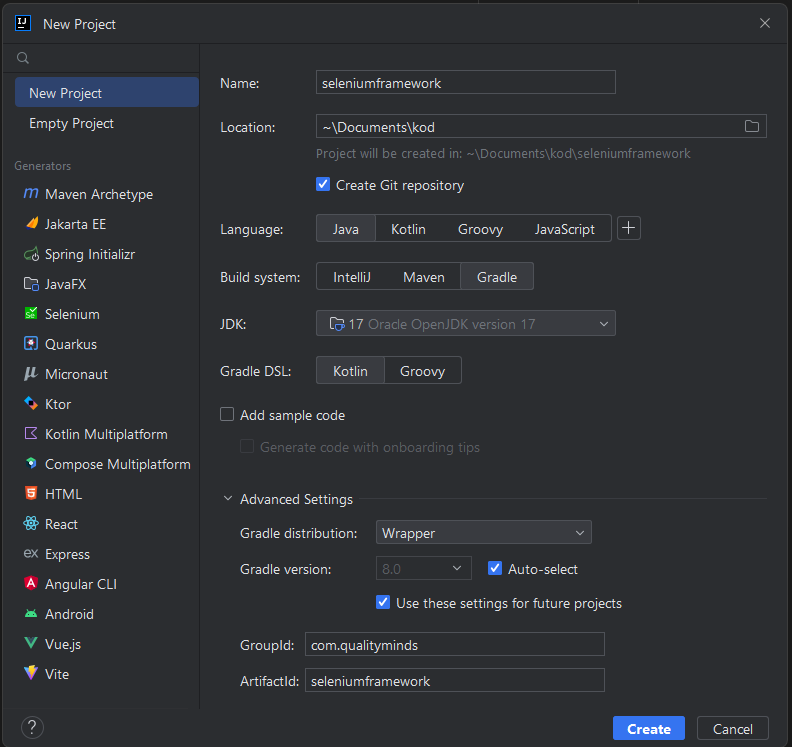 New Project
New Project
Empty Project
Generators
Maven Archetype
Jakarta EE
Spring Initializr
JavaFX
Selenium
Quarkus
Micronaut
Ktor
Kotlin Multiplatform
Compose Multiplatform
HTML
React
ex Express
Angular CLI
Android
Vue.js
Vite
Name: seleniumframework
Location: ~\Documents\kod
Project will be created in: ~\Documents\kod\seleniumframework
Create Git repository
Language: Java Kotlin Groovy JavaScript +
Build system: IntelliJ Maven Gradle
JDK: 17 Oracle OpenJDK version 17
Gradle DSL: Kotlin Groovy
Add sample code
Generate code with onboarding tips
Advanced Settings
Gradle distribution: Wrapper
Gradle version: 8.0 Auto-select
Use these settings for future projects
GroupId: com.qualityminds
ArtifactId: seleniumframework
? Create Cancel